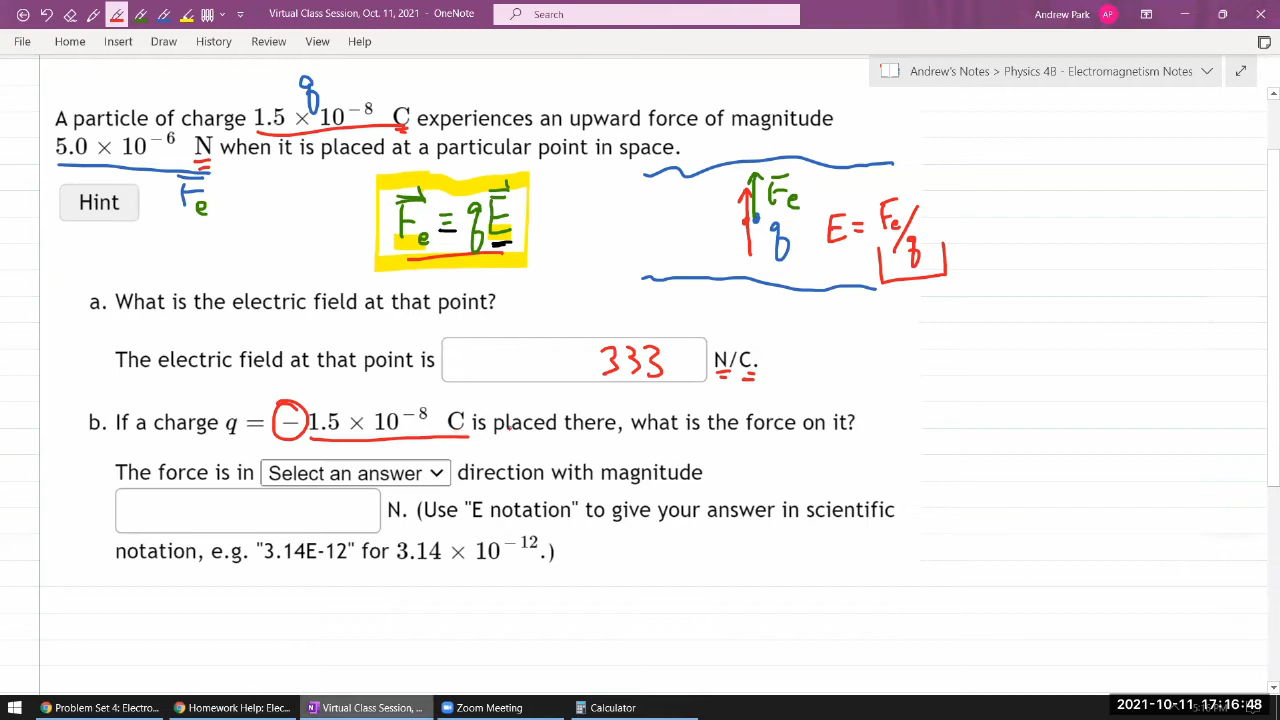 Virtual Class Session, Oct. 11, 2021 - OneNote
Search
Andrew Park
AP
File Home Insert Draw History Review View Help
Andrew's Notes » Physics 4B - Electromagnetism Notes
q
A particle of charge 1.5 × 10⁻⁸ C experiences an upward force of magnitude
5.0 × 10⁻⁶ N when it is placed at a particular point in space.
Fe
Hint
Fe = qE
Fe
q
E = Fe/q
a. What is the electric field at that point?
The electric field at that point is 333 N/C.
b. If a charge q = −1.5 × 10⁻⁸ C is placed there, what is the force on it?
The force is in Select an answer direction with magnitude
N. (Use "E notation" to give your answer in scientific
notation, e.g. "3.14E-12" for 3.14 × 10⁻¹².)
Problem Set 4: Electro...
Homework Help: Elec...
Virtual Class Session,...
Zoom Meeting
Calculator
2021-10-11 17:16:48